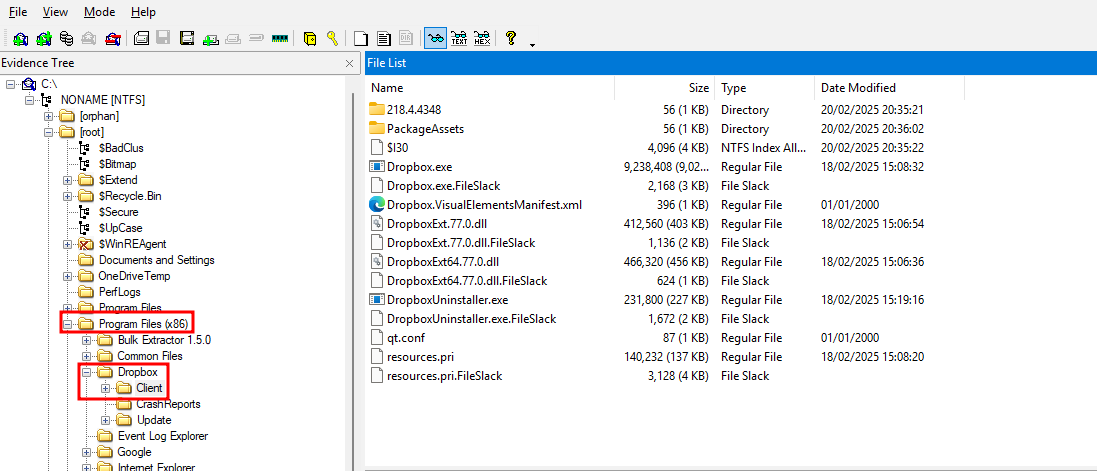 File View Mode Help
TEXT HEX
Evidence Tree
C:\
NONAME [NTFS]
[orphan]
[root]
$BadClus
$Bitmap
$Extend
$Recycle.Bin
$Secure
$UpCase
$WinREAgent
Documents and Settings
OneDriveTemp
PerfLogs
Program Files
Program Files (x86)
Bulk Extractor 1.5.0
Common Files
Dropbox
Client
CrashReports
Update
Event Log Explorer
Google
Internet Explorer
File List
Name Size Type Date Modified
218.4.4348 56 (1 KB) Directory 20/02/2025 20:35:21
PackageAssets 56 (1 KB) Directory 20/02/2025 20:36:02
$I30 4,096 (4 KB) NTFS Index All... 20/02/2025 20:35:22
Dropbox.exe 9,238,408 (9,02... Regular File 18/02/2025 15:08:32
Dropbox.exe.FileSlack 2,168 (3 KB) File Slack
Dropbox.VisualElementsManifest.xml 396 (1 KB) Regular File 01/01/2000
DropboxExt.77.0.dll 412,560 (403 KB) Regular File 18/02/2025 15:06:54
DropboxExt.77.0.dll.FileSlack 1,136 (2 KB) File Slack
DropboxExt64.77.0.dll 466,320 (456 KB) Regular File 18/02/2025 15:06:36
DropboxExt64.77.0.dll.FileSlack 624 (1 KB) File Slack
DropboxUninstaller.exe 231,800 (227 KB) Regular File 18/02/2025 15:19:16
DropboxUninstaller.exe.FileSlack 1,672 (2 KB) File Slack
qt.conf 87 (1 KB) Regular File 01/01/2000
resources.pri 140,232 (137 KB) Regular File 18/02/2025 15:08:20
resources.pri.FileSlack 3,128 (4 KB) File Slack